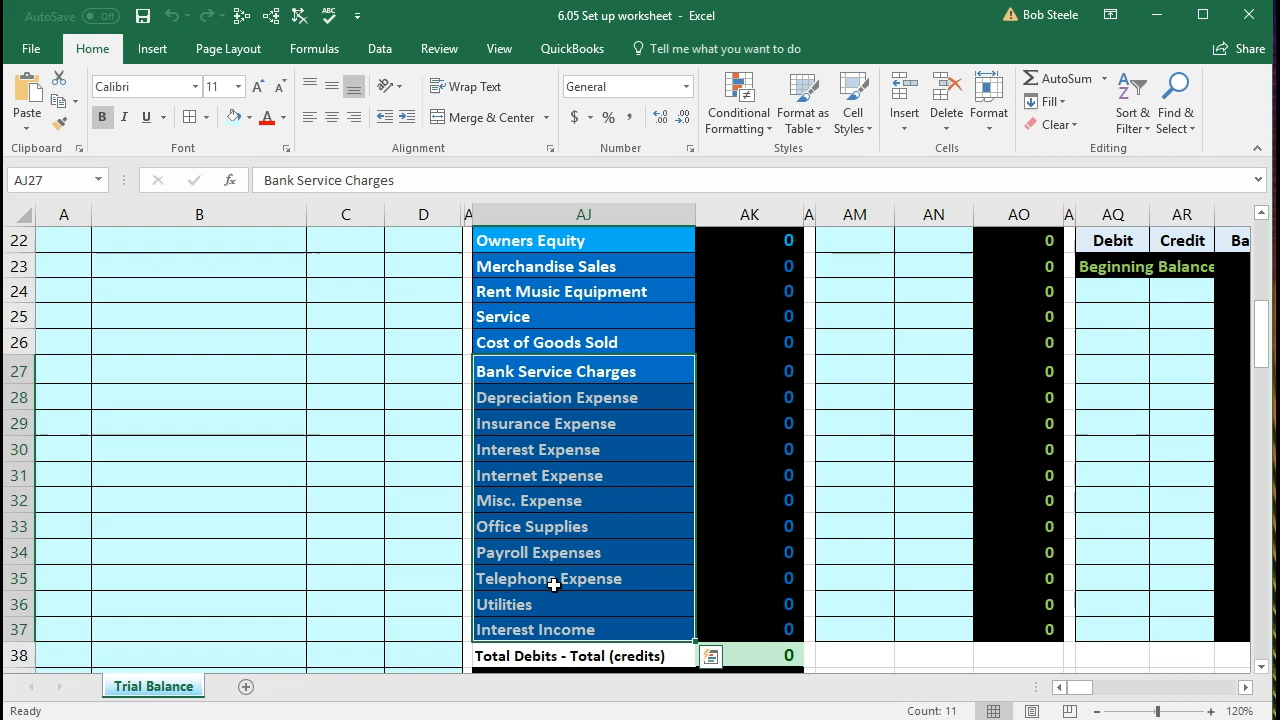 AutoSave Off 6.05 Set up worksheet - Excel Bob Steele
File Home Insert Page Layout Formulas Data Review View QuickBooks Tell me what you want to do Share
Paste Calibri 11 A A Wrap Text General Conditional Formatting Format as Table Cell Styles Insert Delete Format AutoSum Sort & Filter Find & Select
B I U A Merge & Center $ % , Fill
Clear
Clipboard Font Alignment Number Styles Cells Editing
AJ27 fx Bank Service Charges
A B C D A AJ AK A AM AN AO A AQ AR
22 Owners Equity 0 0 Debit Credit Ba
23 Merchandise Sales 0 0 Beginning Balance
24 Rent Music Equipment 0 0
25 Service 0 0
26 Cost of Goods Sold 0 0
27 Bank Service Charges 0 0
28 Depreciation Expense 0 0
29 Insurance Expense 0 0
30 Interest Expense 0 0
31 Internet Expense 0 0
32 Misc. Expense 0 0
33 Office Supplies 0 0
34 Payroll Expenses 0 0
35 Telephone Expense 0 0
36 Utilities 0 0
37 Interest Income 0 0
38 Total Debits - Total (credits) 0
Trial Balance
Ready Count: 11 120%